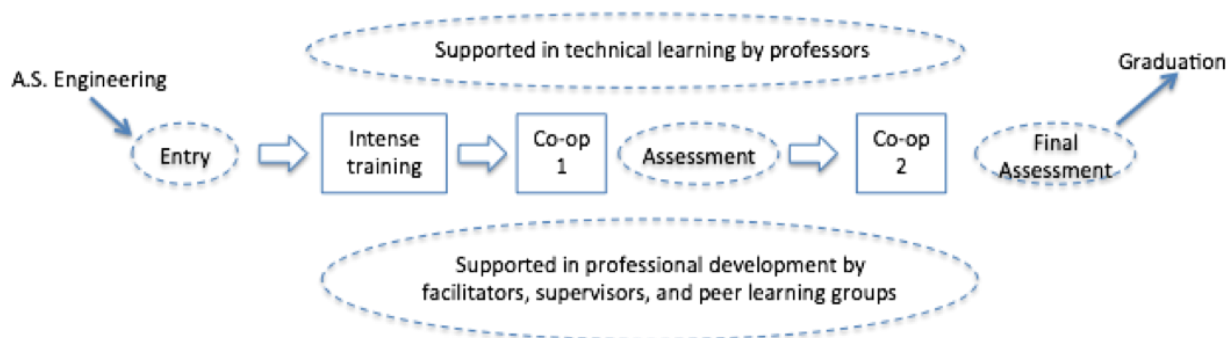 Supported in technical learning by professors
A.S. Engineering
Graduation
Entry
Intense
training
Co-op
1
Assessment
Co-op
2
Final
Assessment
Supported in professional development by
facilitators, supervisors, and peer learning groups